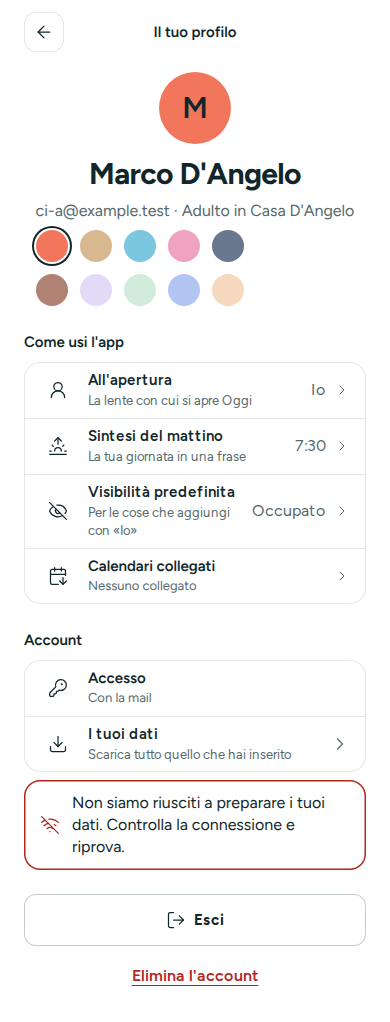 Il tuo profilo
M
Marco D'Angelo
ci-a@example.test · Adulto in Casa D'Angelo
Come usi l'app
All'apertura
La lente con cui si apre Oggi
Io
Sintesi del mattino
La tua giornata in una frase
7:30
Visibilità predefinita
Per le cose che aggiungi
con «Io»
Occupato
Calendari collegati
Nessuno collegato
Account
Accesso
Con la mail
I tuoi dati
Scarica tutto quello che hai inserito
Non siamo riusciti a preparare i tuoi
dati. Controlla la connessione e
riprova.
Esci
Elimina l'account